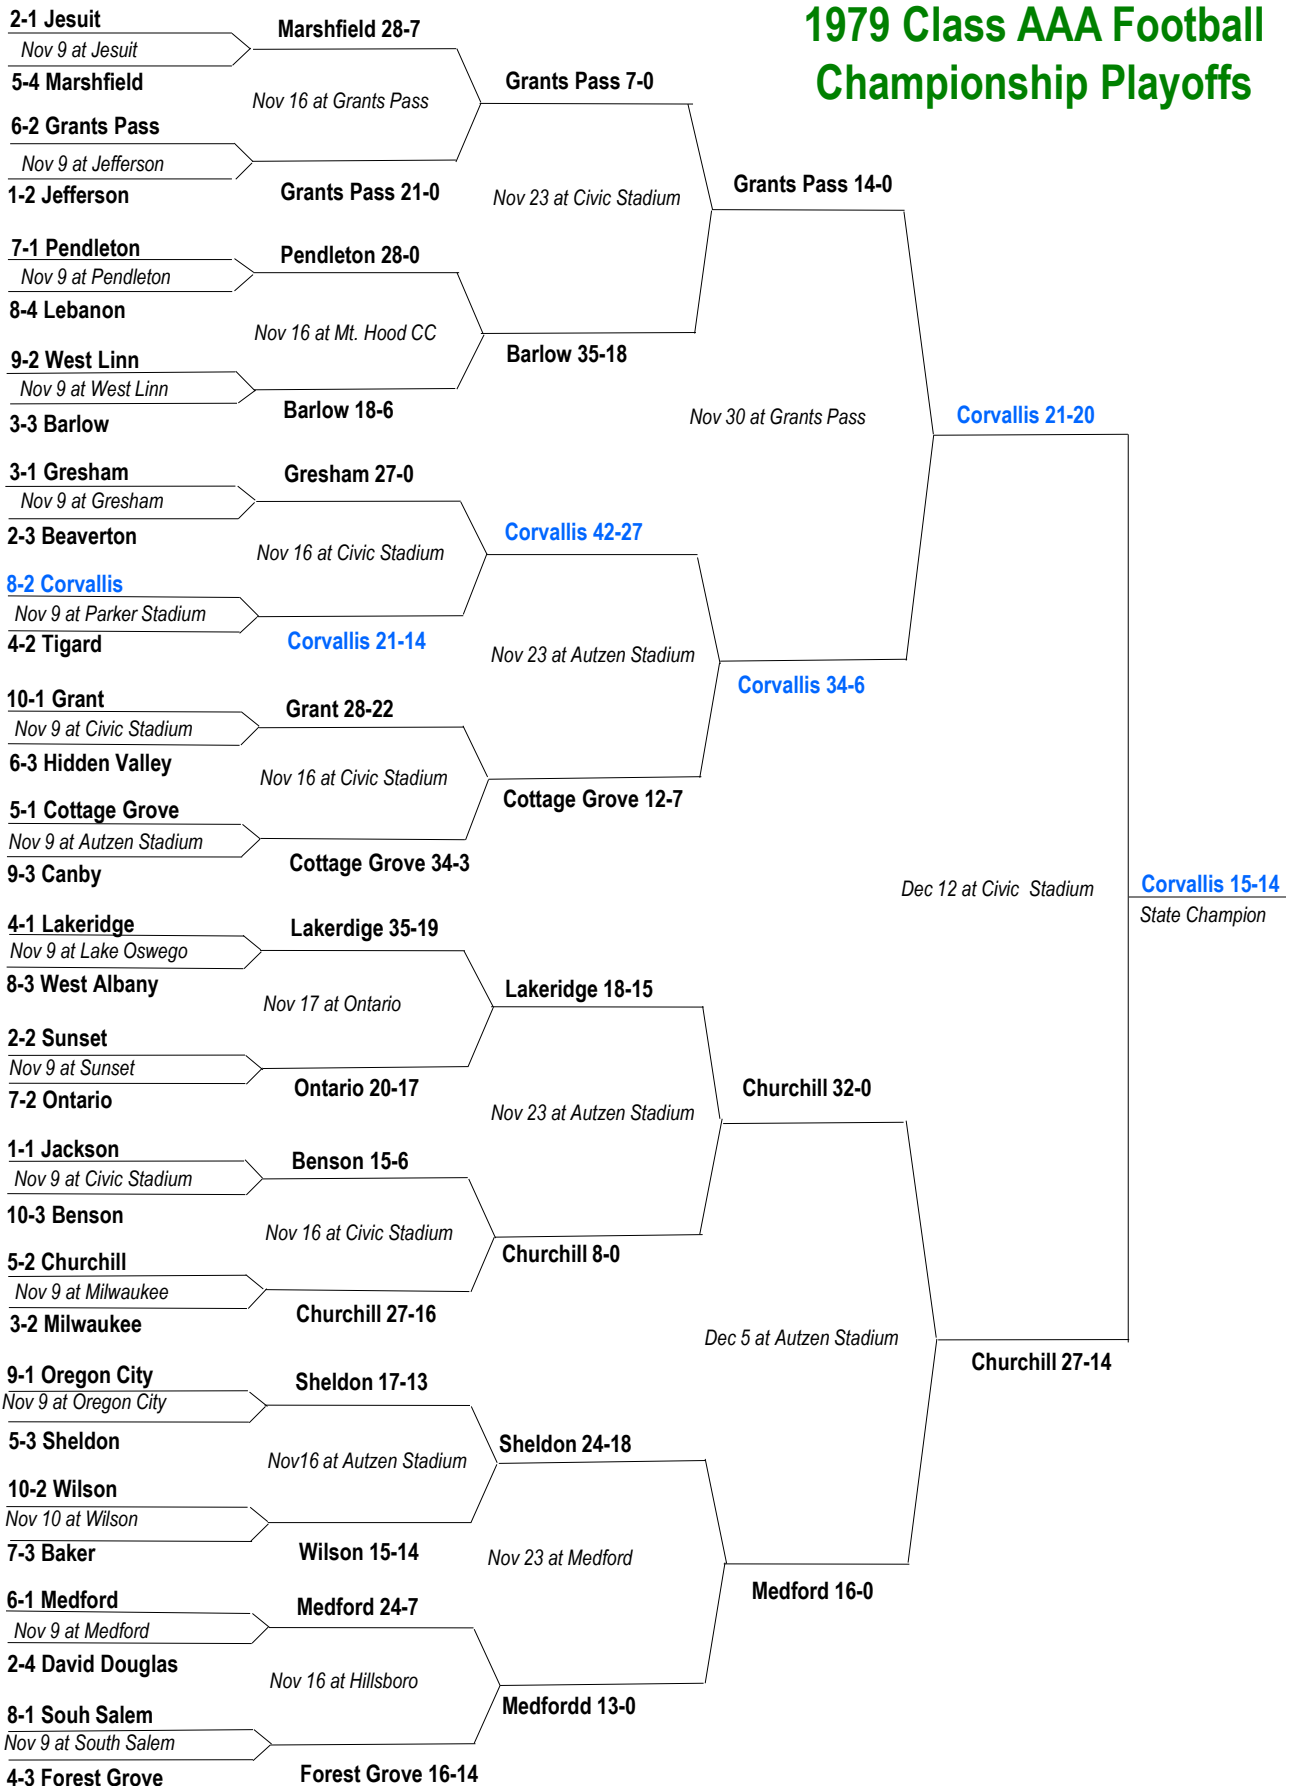 1979 Class AAA Football
Championship Playoffs
2-1 Jesuit
Nov 9 at Jesuit
5-4 Marshfield
6-2 Grants Pass
Nov 9 at Jefferson
1-2 Jefferson
7-1 Pendleton
Nov 9 at Pendleton
8-4 Lebanon
9-2 West Linn
Nov 9 at West Linn
3-3 Barlow
3-1 Gresham
Nov 9 at Gresham
2-3 Beaverton
8-2 Corvallis
Nov 9 at Parker Stadium
4-2 Tigard
10-1 Grant
Nov 9 at Civic Stadium
6-3 Hidden Valley
5-1 Cottage Grove
Nov 9 at Autzen Stadium
9-3 Canby
4-1 Lakeridge
Nov 9 at Lake Oswego
8-3 West Albany
2-2 Sunset
Nov 9 at Sunset
7-2 Ontario
1-1 Jackson
Nov 9 at Civic Stadium
10-3 Benson
5-2 Churchill
Nov 9 at Milwaukee
3-2 Milwaukee
9-1 Oregon City
Nov 9 at Oregon City
5-3 Sheldon
10-2 Wilson
Nov 10 at Wilson
7-3 Baker
6-1 Medford
Nov 9 at Medford
2-4 David Douglas
8-1 Souh Salem
Nov 9 at South Salem
4-3 Forest Grove
Marshfield 28-7
Nov 16 at Grants Pass
Grants Pass 21-0
Pendleton 28-0
Nov 16 at Mt. Hood CC
Barlow 18-6
Gresham 27-0
Nov 16 at Civic Stadium
Corvallis 21-14
Grant 28-22
Nov 16 at Civic Stadium
Cottage Grove 34-3
Lakerdige 35-19
Nov 17 at Ontario
Ontario 20-17
Benson 15-6
Nov 16 at Civic Stadium
Churchill 27-16
Sheldon 17-13
Nov16 at Autzen Stadium
Wilson 15-14
Medford 24-7
Nov 16 at Hillsboro
Forest Grove 16-14
Grants Pass 7-0
Nov 23 at Civic Stadium
Barlow 35-18
Corvallis 42-27
Nov 23 at Autzen Stadium
Cottage Grove 12-7
Lakeridge 18-15
Nov 23 at Autzen Stadium
Churchill 8-0
Sheldon 24-18
Nov 23 at Medford
Medfordd 13-0
Grants Pass 14-0
Nov 30 at Grants Pass
Corvallis 34-6
Churchill 32-0
Dec 5 at Autzen Stadium
Medford 16-0
Corvallis 21-20
Dec 12 at Civic  Stadium
Churchill 27-14
Corvallis 15-14
State Champion